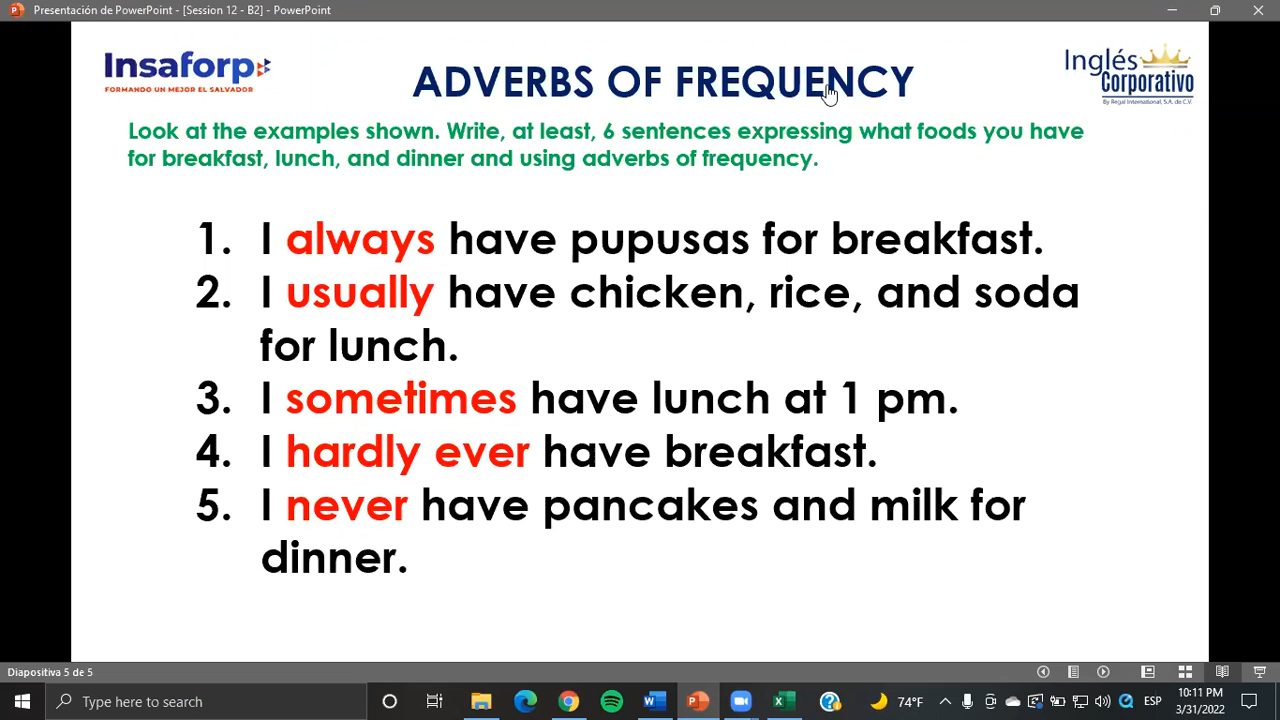 Presentación de PowerPoint - [Session 12 - B2] - PowerPoint
Insaforp
FORMANDO UN MEJOR EL SALVADOR
ADVERBS OF FREQUENCY
Inglés
Corporativo
By Regal International, S.A. de C.V.
Look at the examples shown. Write, at least, 6 sentences expressing what foods you have
for breakfast, lunch, and dinner and using adverbs of frequency.
1. I always have pupusas for breakfast.
2. I usually have chicken, rice, and soda
for lunch.
3. I sometimes have lunch at 1 pm.
4. I hardly ever have breakfast.
5. I never have pancakes and milk for
dinner.
Diapositiva 5 de 5
Type here to search
74°F
ESP
10:11 PM
3/31/2022